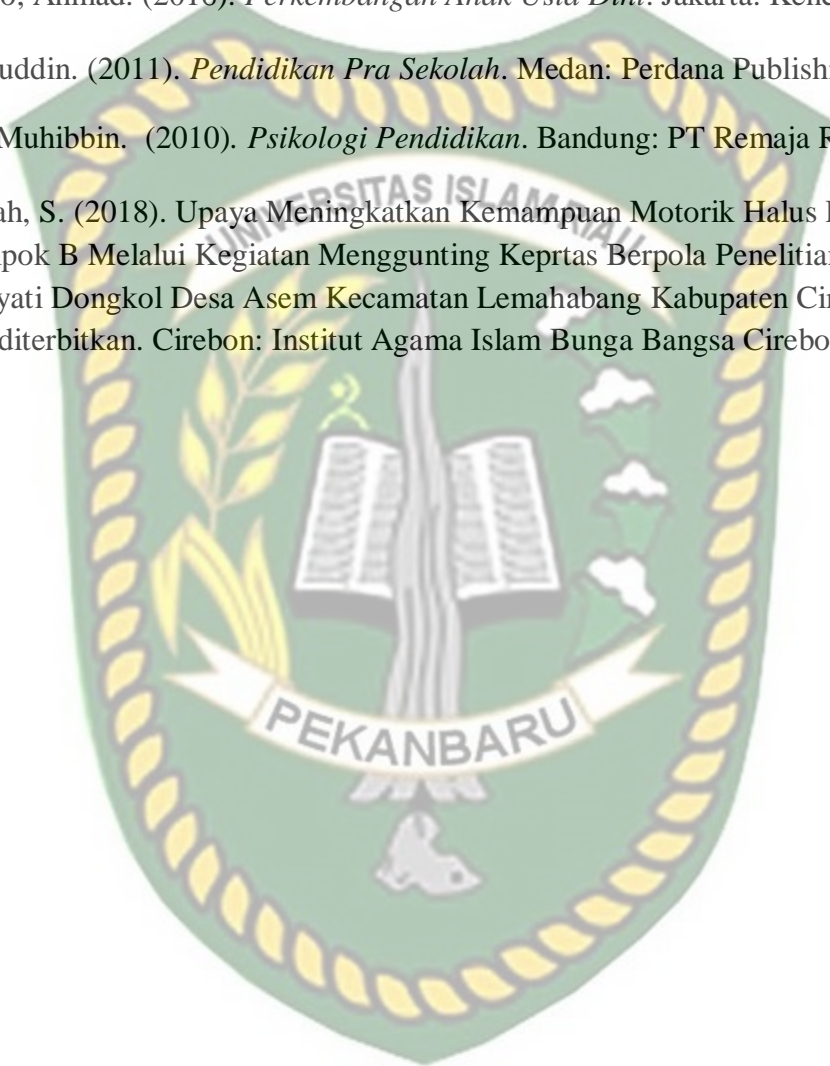 o, Ahmad. (2016). Perkembangan Anak Usia Dini. Jakarta: Kenc
uddin. (2011). Pendidikan Pra Sekolah. Medan: Perdana Publishi
Muhibbin. (2010). Psikologi Pendidikan. Bandung: PT Remaja R
ah, S. (2018). Upaya Meningkatkan Kemampuan Motorik Halus
pok B Melalui Kegiatan Menggunting Keprtas Berpola Penelitian
yati Dongkol Desa Asem Kecamatan Lemahabang Kabupaten Cir
diterbitkan. Cirebon: Institut Agama Islam Bunga Bangsa Cirebo
UNIVERSITAS ISLAM RIAU
PEKANBARU